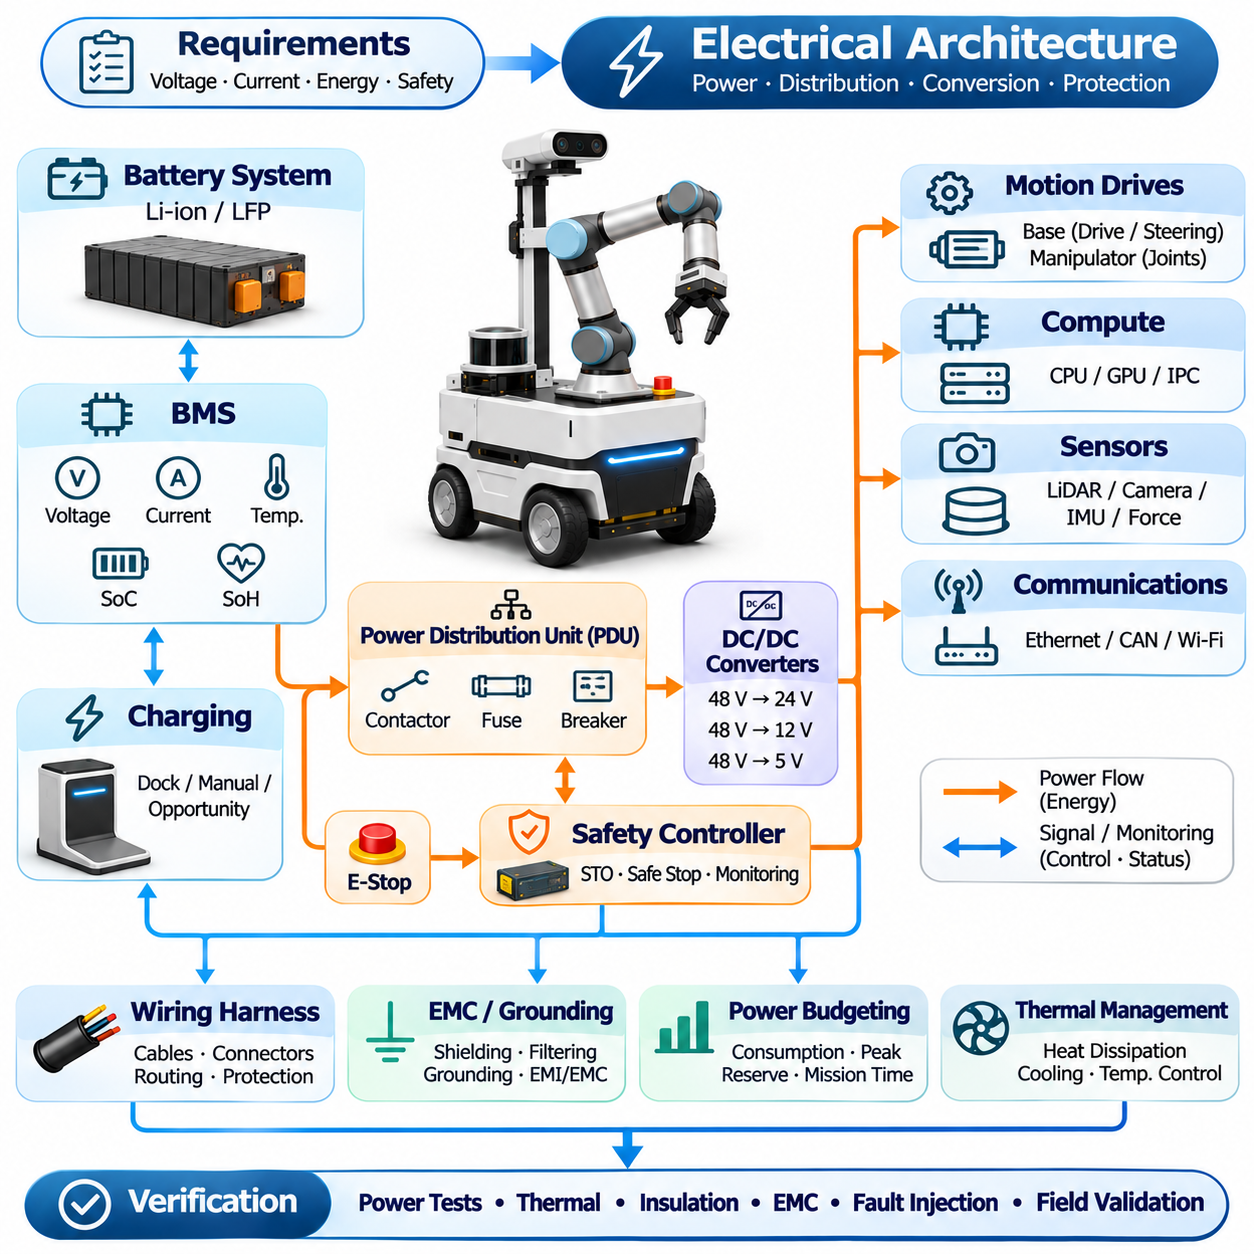 Requirements
Voltage · Current · Energy · Safety
Electrical Architecture
Power · Distribution · Conversion · Protection
Battery System
Li-ion / LFP
BMS
V
A
Voltage
Current
Temp.
SoC
SoH
Charging
Dock / Manual /
Opportunity
Power Distribution Unit (PDU)
Contactor
Fuse
Breaker
DC
DC
DC/DC
Converters
48 V → 24 V
48 V → 12 V
48 V → 5 V
E-Stop
Safety Controller
STO · Safe Stop · Monitoring
Motion Drives
Base (Drive / Steering)
Manipulator (Joints)
Compute
CPU / GPU / IPC
Sensors
LiDAR / Camera /
IMU / Force
Communications
Ethernet / CAN / Wi-Fi
Power Flow
(Energy)
Signal / Monitoring
(Control · Status)
Wiring Harness
Cables · Connectors
Routing · Protection
EMC / Grounding
Shielding · Filtering
Grounding · EMI/EMC
Power Budgeting
Consumption · Peak
Reserve · Mission Time
Thermal Management
Heat Dissipation
Cooling · Temp. Control
Verification
Power Tests • Thermal • Insulation • EMC • Fault Injection • Field Validation